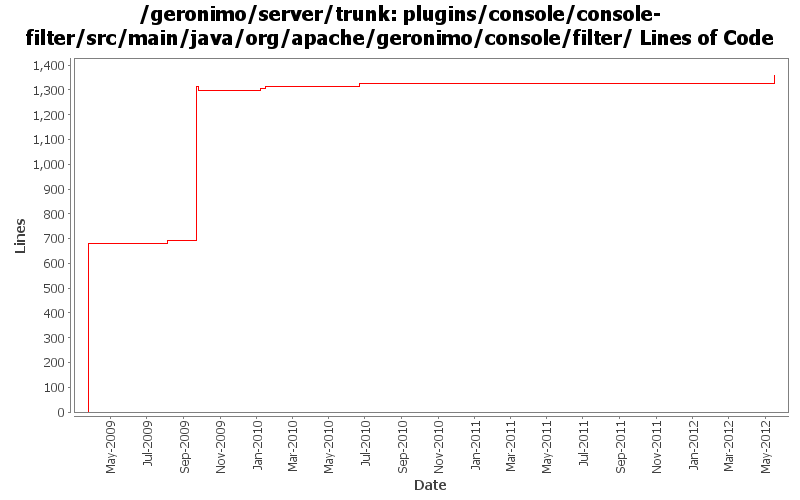 /geronimo/server/trunk: plugins/console/console-
filter/src/main/java/org/apache/geronimo/console/filter/ Lines of Code
1,400
1,300
1,200
1,100
1,000
900
800
700
600
500
400
300
200
100
0
Lines
May-2009
Jul-2009
Sep-2009
Nov-2009
Jan-2010
Mar-2010
May-2010
Jul-2010
Sep-2010
Nov-2010
Jan-2011
Mar-2011
May-2011
Jul-2011
Sep-2011
Nov-2011
Jan-2012
Mar-2012
May-2012
Date